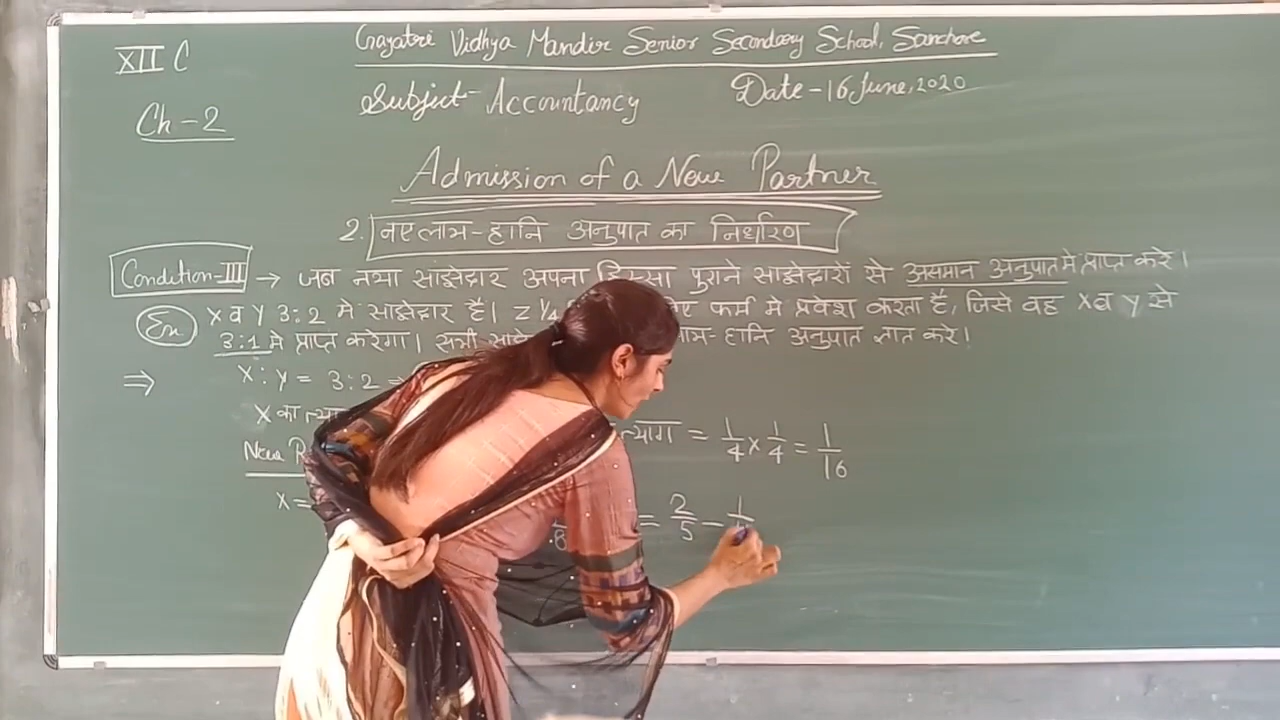 XII C
Gayatri Vidhya Mandir Senior Secondary School, Sanchore
Subject - Accountancy
Date - 16 June, 2020
Ch - 2
Admission of a New Partner
2. नए लाभ-हानि अनुपात का निर्धारण
Condition-III → जब नया साझेदार अपना हिस्सा पुराने साझेदारों से असमान अनुपात में प्राप्त करे।
Ex X व Y 3:2 मे साझेदार है। Z 1/4 फर्म मे प्रवेश करता है, जिसे वह X व Y से
3:1 मे प्राप्त करेगा। सभी लाभ-हानि अनुपात ज्ञात करे।
⇒ X : Y = 3:2 =
X का त्याग = 1/4 × 1/4 = 1/16
New
X= = 2/5 - 1